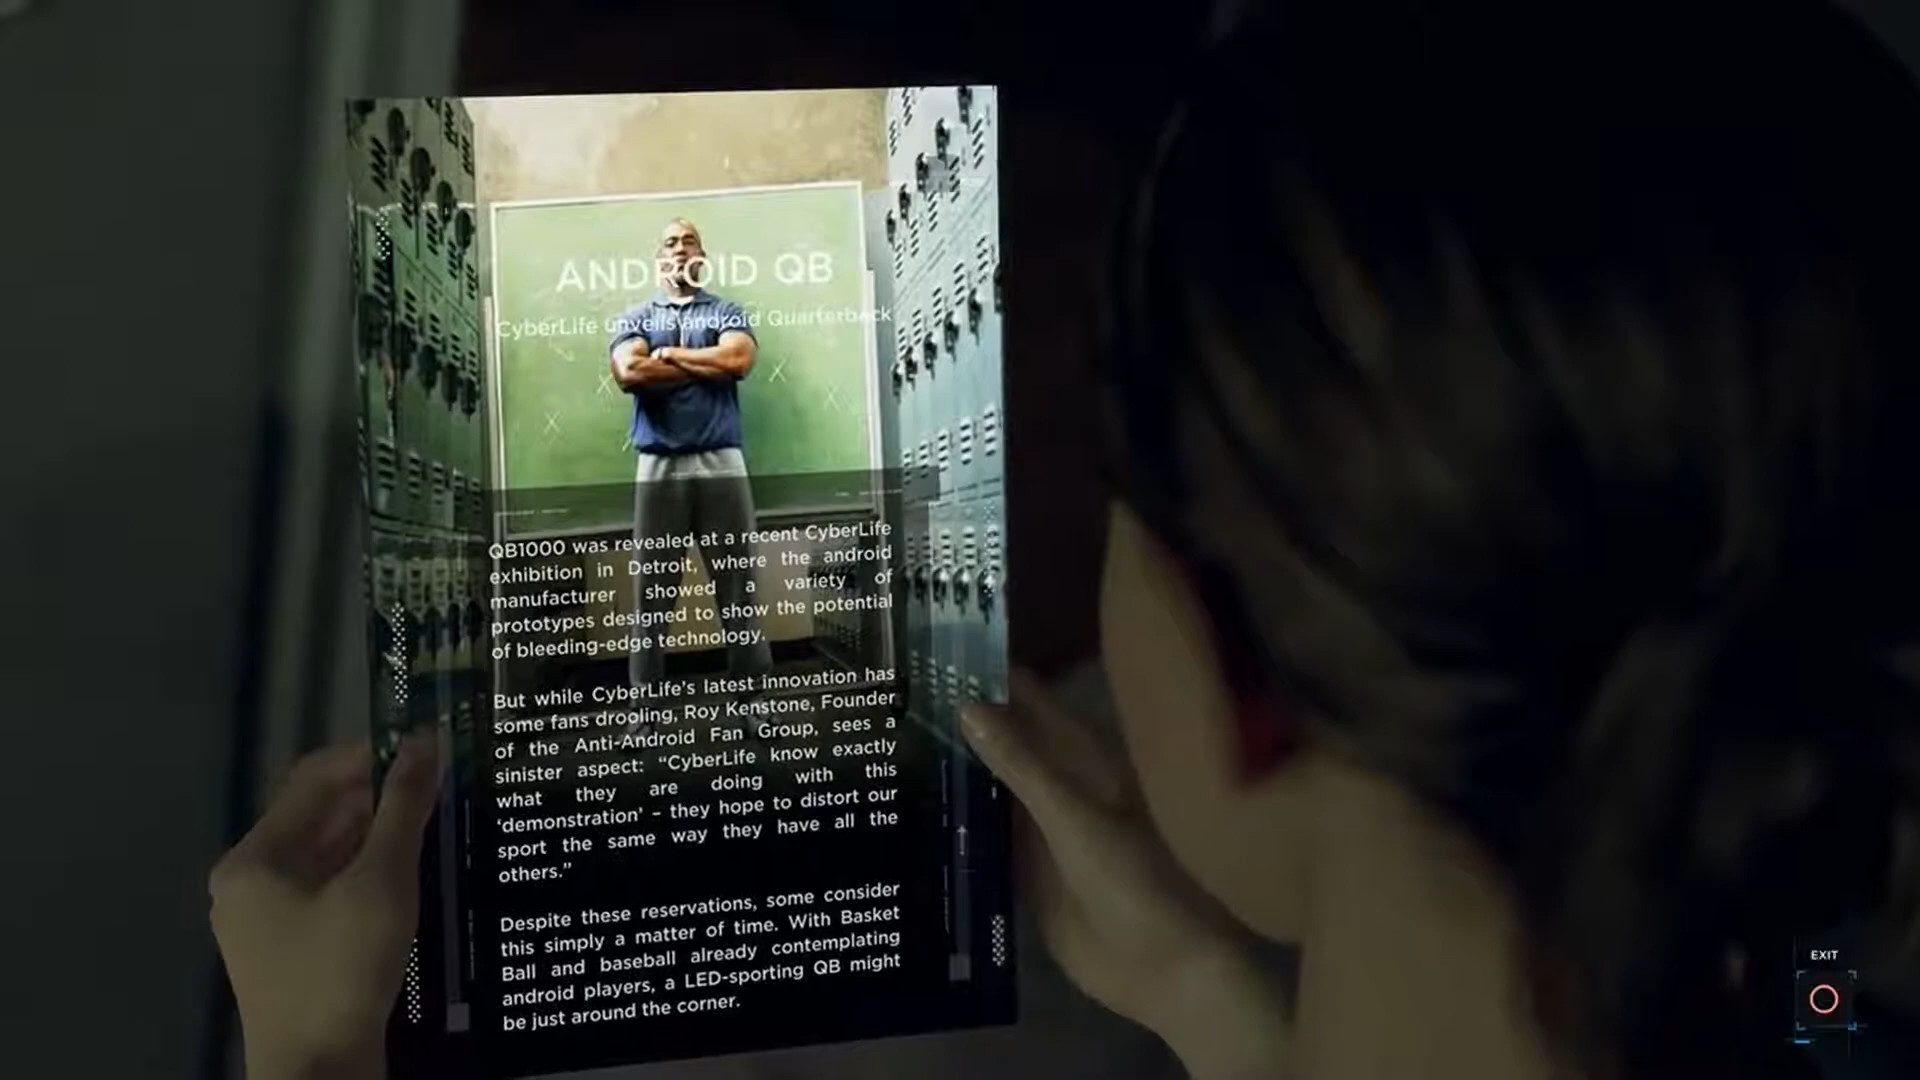 ANDROID QB
CyberLife unveils android Quarterback
QB1000 was revealed at a recent CyberLife
exhibition in Detroit, where the android
manufacturer showed a variety of
prototypes designed to show the potential
of bleeding-edge technology.
But while CyberLife's latest innovation has
some fans drooling, Roy Kenstone, Founder
of the Anti-Android Fan Group, sees a
sinister aspect: “CyberLife know exactly
what they are doing with this
‘demonstration’ – they hope to distort our
sport the same way they have all the
others.”
Despite these reservations, some consider
this simply a matter of time. With Basket
Ball and baseball already contemplating
android players, a LED-sporting QB might
be just around the corner.
EXIT